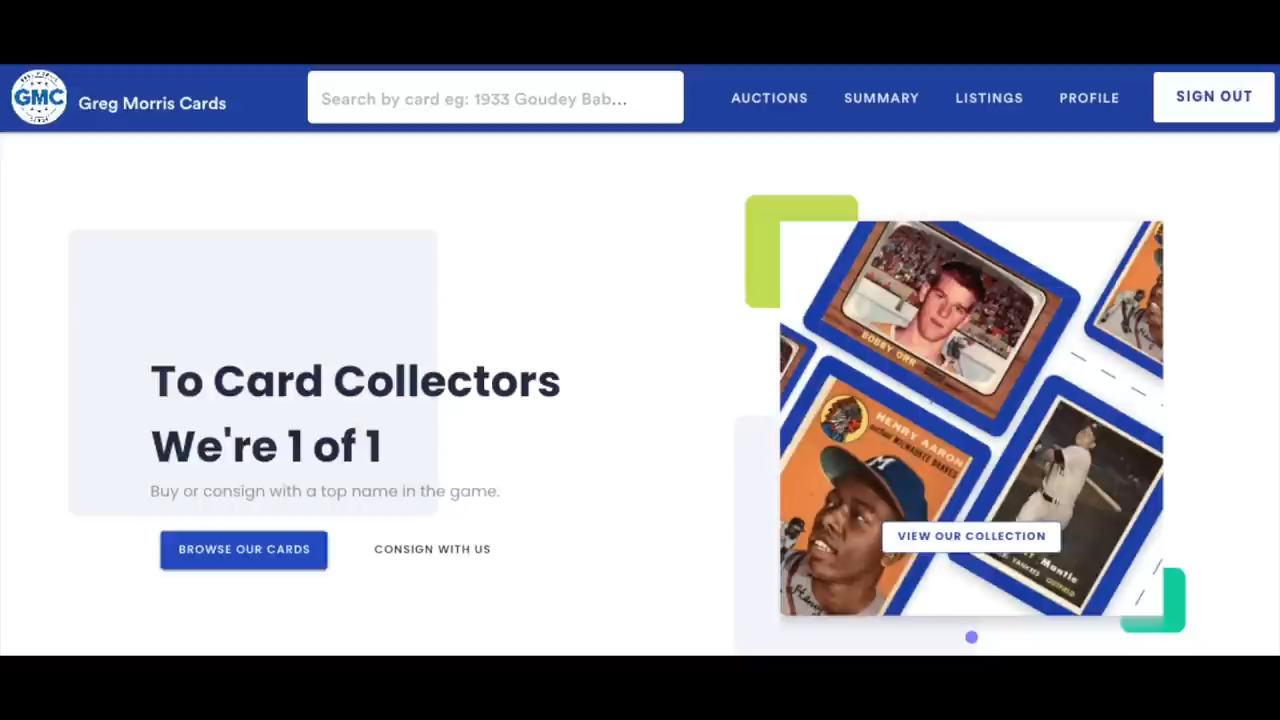 GMC
Greg Morris Cards
Search by card eg: 1933 Goudey Bab...
AUCTIONS
SUMMARY
LISTINGS
PROFILE
SIGN OUT
To Card Collectors
We're 1 of 1
Buy or consign with a top name in the game.
BROWSE OUR CARDS
CONSIGN WITH US
BOBBY ORR
HENRY AARON
MILWAUKEE BRAVES
M
VIEW OUR COLLECTION
Mantle
YANKEES OUTFIELD